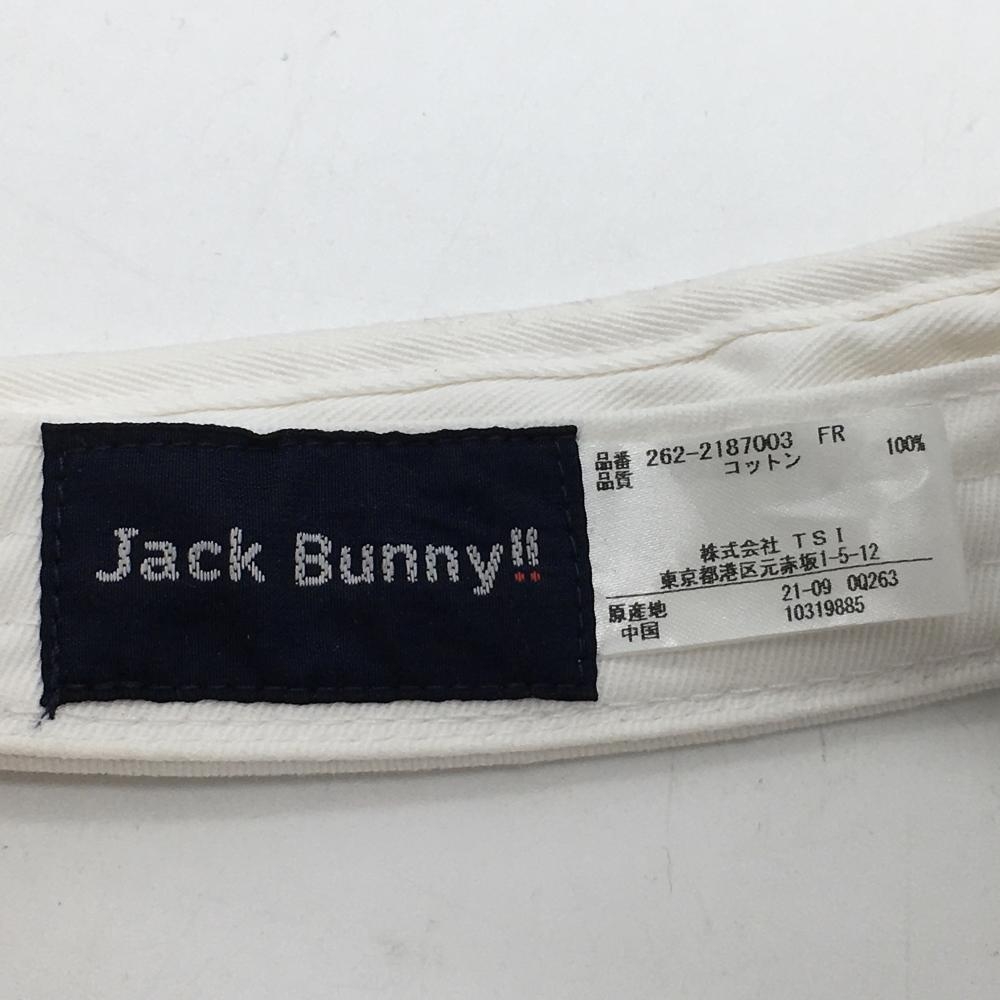 Jack Bunny!!
品番 262-2187003 FR
品質 コットン 100%
株式会社 TSI
東京都港区元赤坂1-5-12
21-09 0Q263
原産地 10319885
中国